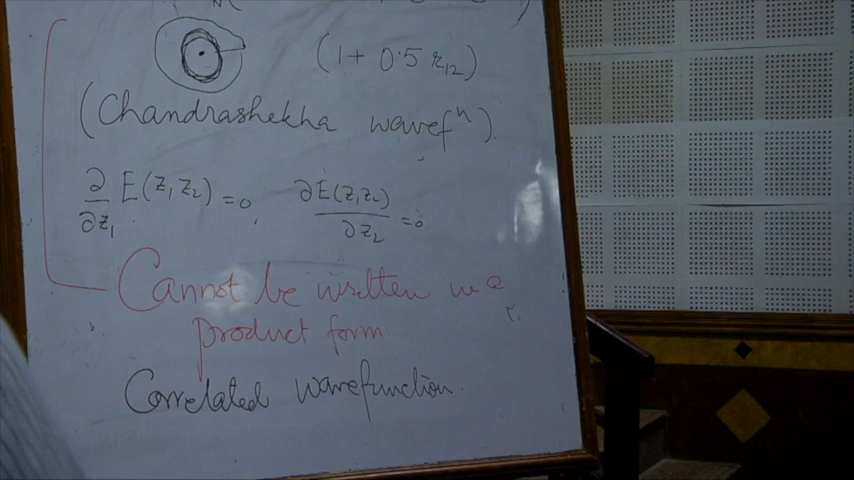 N(
)
(1 + 0.5 r₁₂)
(Chandrashekha wavefⁿ)
∂/∂z₁ E(z₁ z₂) = 0, ∂E(z₁z₂)/∂z₂ = 0
Cannot be written in a
product form.
Correlated wavefunction.